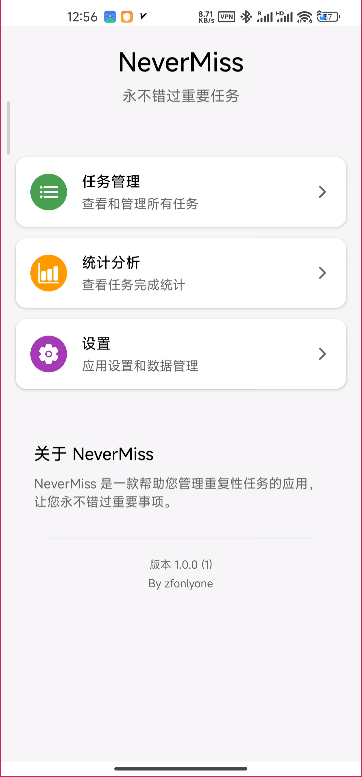 12:56 8.71 KB/S VPN HD 57
NeverMiss
永不错过重要任务
任务管理
查看和管理所有任务
统计分析
查看任务完成统计
设置
应用设置和数据管理
关于 NeverMiss
NeverMiss 是一款帮助您管理重复性任务的应用，
让您永不错过重要事项。
版本 1.0.0 (1)
By zfonlyone